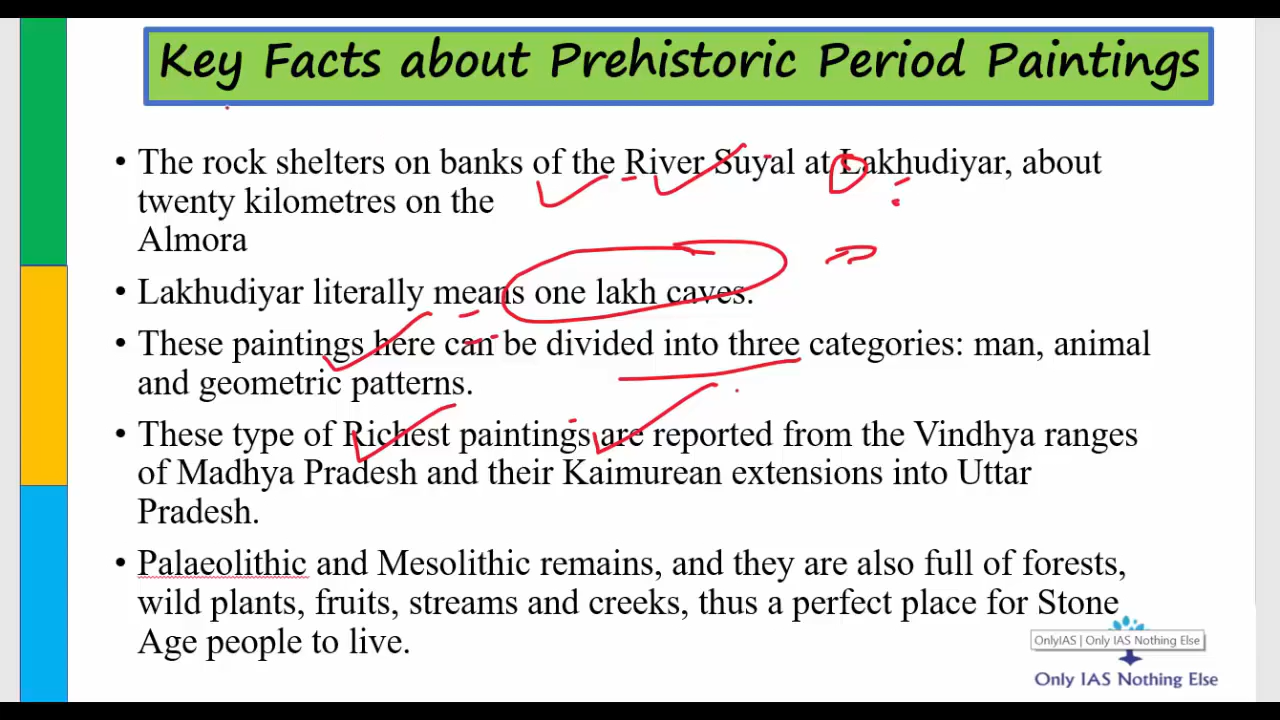 Key Facts about Prehistoric Period Paintings
• The rock shelters on banks of the River Suyal at Lakhudiyar, about
twenty kilometres on the
Almora
• Lakhudiyar literally means one lakh caves.
• These paintings here can be divided into three categories: man, animal
and geometric patterns.
• These type of Richest paintings are reported from the Vindhya ranges
of Madhya Pradesh and their Kaimurean extensions into Uttar
Pradesh.
• Palaeolithic and Mesolithic remains, and they are also full of forests,
wild plants, fruits, streams and creeks, thus a perfect place for Stone
Age people to live.
OnlyIAS | Only IAS Nothing Else
Only IAS Nothing Else